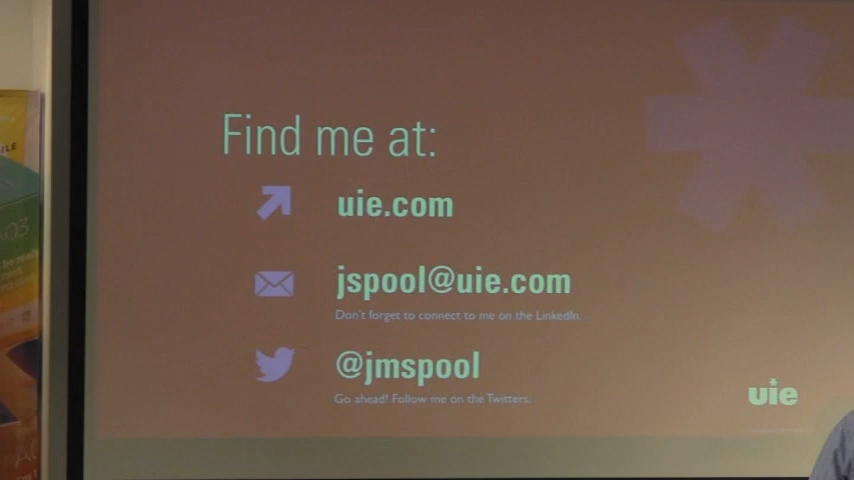 Find me at:
uie.com
jspool@uie.com
Don't forget to connect to me on the LinkedIn.
@jmspool
Go ahead! Follow me on the Twitters.
uie